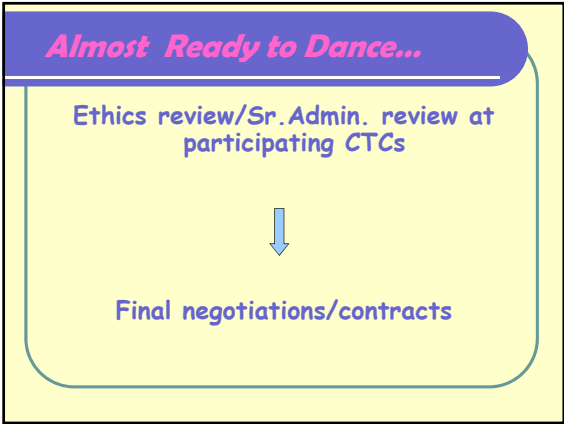 Almost Ready to Dance...
Ethics review/Sr.Admin. review at
participating CTCs
Final negotiations/contracts